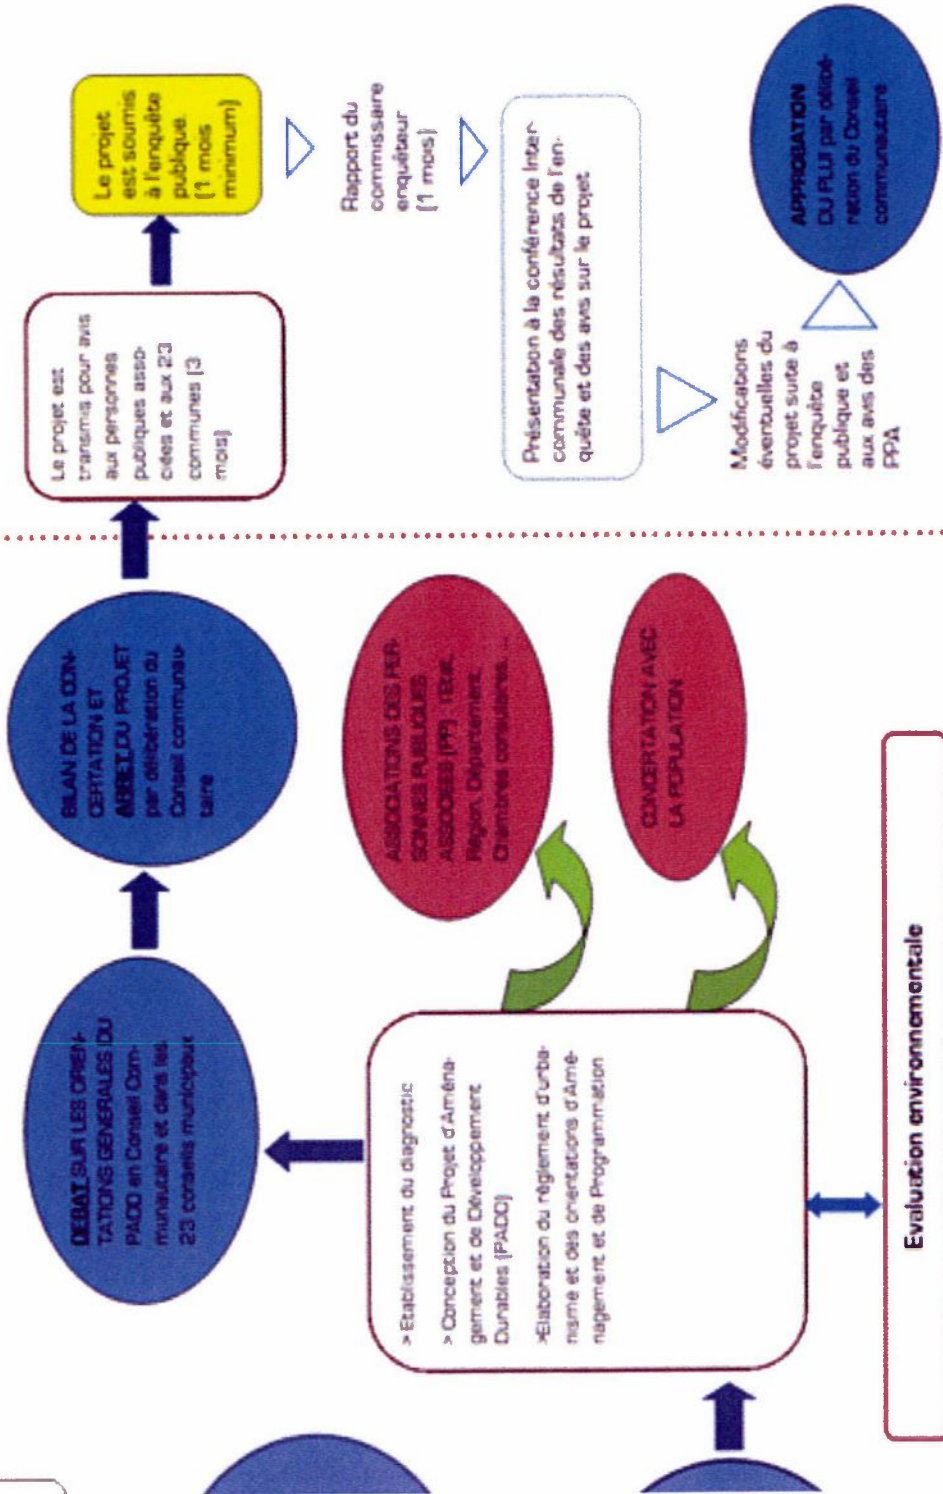 DEBAT SUR LES ORIEN-
TATIONS GENERALES DU
PADD en Conseil Com-
munautaire et dans les
23 conseils municipaux
BILAN DE LA CON-
CERTATION ET
ARRET DU PROJET
par délibération du
Conseil communau-
taire
Le projet est
transmis pour avis
aux personnes
publiques asso-
ciées et aux 23
communes (3
mois)
Le projet
est soumis
à l'enquête
publique.
(1 mois
minimum)
Rapport du
commissaire
enquêteur
(1 mois)
Présentation à la conférence Inter
communale des résultats de l'en-
quête et des avis sur le projet
Modifications
éventuelles du
projet suite à
l'enquête
publique et
aux avis des
PPA
APPROBATION
DU PLUI par délibé-
ration du Conseil
communautaire
> Etablissement du diagnostic
> Conception du Projet d'Aména-
gement et de Développement
Durables (PADD)
>Elaboration du règlement d'urba-
nisme et des orientations d'Amé-
nagement et de Programmation
ASSOCIATIONS DES PER-
SONNES PUBLIQUES
ASSOCIEES (PP) : l'Etat,
Région, Département,
Chambres consulaires, ...
CONCERTATION AVEC
LA POPULATION
Evaluation environnementale